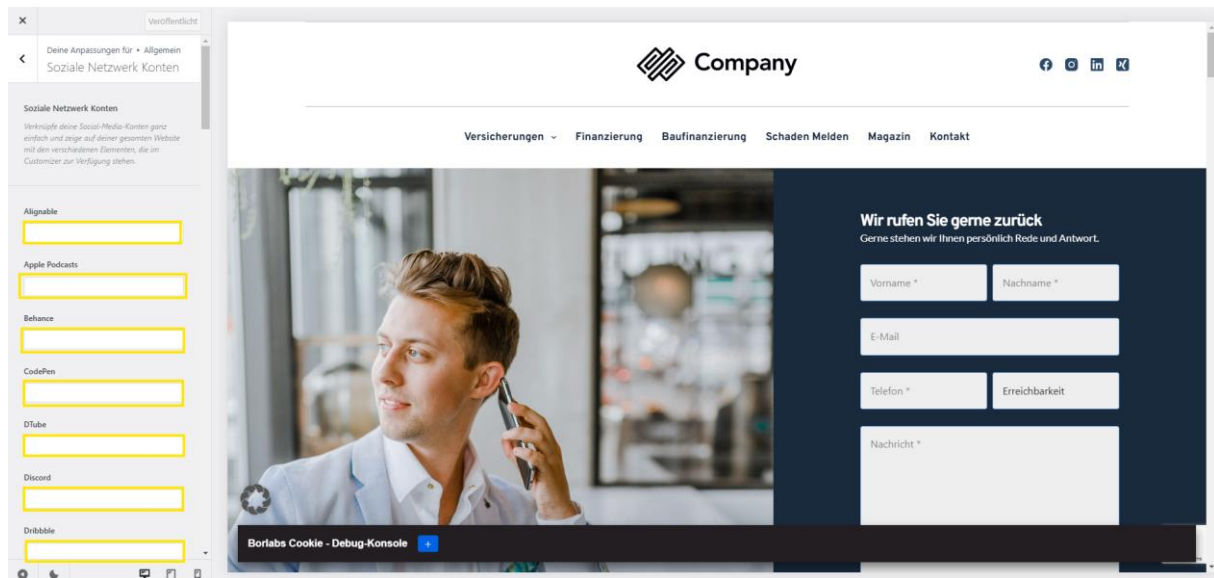 Veröffentlicht
Deine Anpassungen für • Allgemein
Soziale Netzwerk Konten
Soziale Netzwerk Konten
Verknüpfe deine Social-Media-Konten ganz
einfach und zeige auf deiner gesamten Website
mit den verschiedenen Elementen, die im
Customizer zur Verfügung stehen.
Alignable
Apple Podcasts
Behance
CodePen
DTube
Discord
Dribbble
Company
Versicherungen Finanzierung Baufinanzierung Schaden Melden Magazin Kontakt
Wir rufen Sie gerne zurück
Gerne stehen wir Ihnen persönlich Rede und Antwort.
Vorname * Nachname *
E-Mail
Telefon * Erreichbarkeit
Nachricht *
Borlabs Cookie - Debug-Konsole +